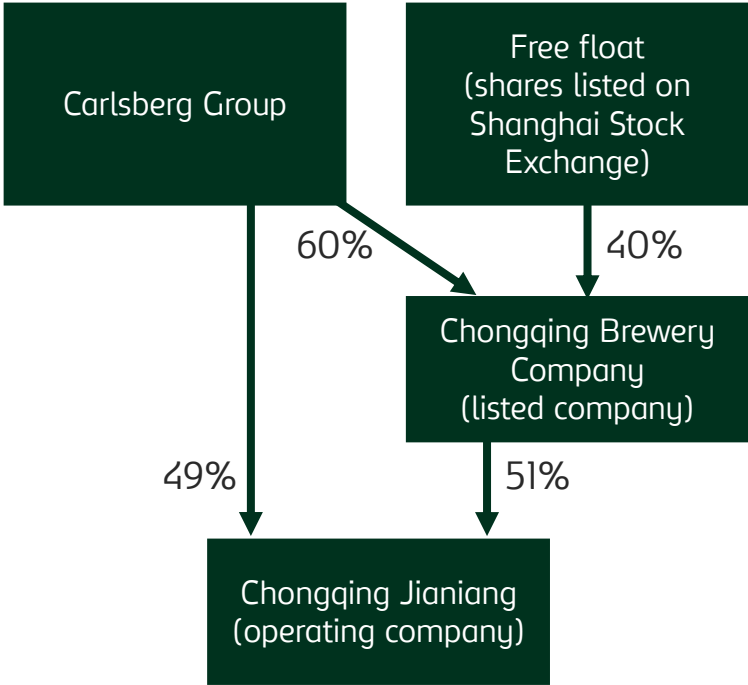 Carlsberg Group
Free float
(shares listed on
Shanghai Stock
Exchange)
60%
40%
Chongqing Brewery
Company
(listed company)
49%
51%
Chongqing Jianiang
(operating company)